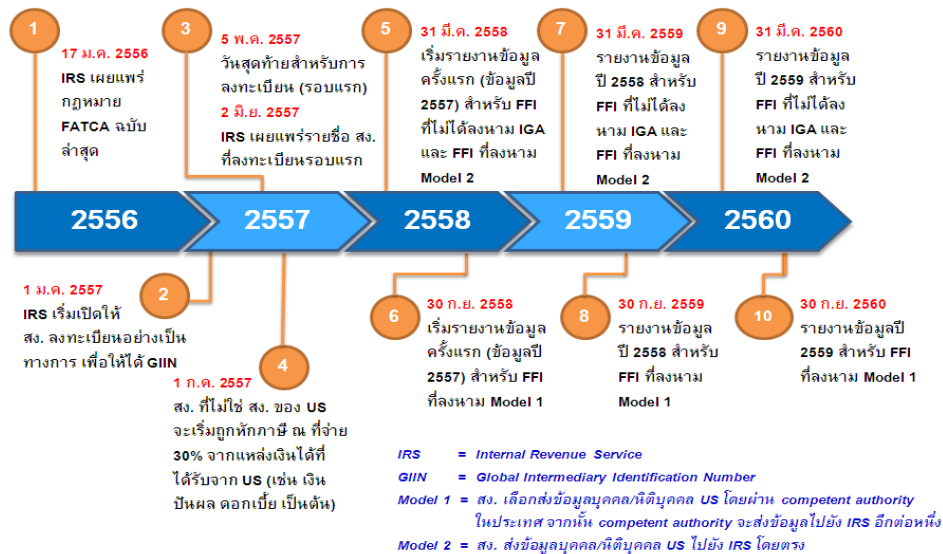 1
17 ม.ค. 2556
IRS เผยแพร่
กฎหมาย
FATCA ฉบับ
ล่าสุด
3
5 พ.ค. 2557
วันสุดท้ายสำหรับการ
ลงทะเบียน (รอบแรก)
2 มิ.ย. 2557
IRS เผยแพร่รายชื่อ สง.
ที่ลงทะเบียนรอบแรก
5
31 มี.ค. 2558
เริ่มรายงานข้อมูล
ครั้งแรก (ข้อมูลปี
2557) สำหรับ FFI
ที่ไม่ได้ลงนาม IGA
และ FFI ที่ลงนาม
Model 2
7
31 มี.ค. 2559
รายงานข้อมูล
ปี 2558 สำหรับ
FFI ที่ไม่ได้ลง
นาม IGA และ
FFI ที่ลงนาม
Model 2
9
31 มี.ค. 2560
รายงานข้อมูล
ปี 2559 สำหรับ
FFI ที่ไม่ได้ลง
นาม IGA และ
FFI ที่ลงนาม
Model 2
2556
2557
2558
2559
2560
1 ม.ค. 2557
IRS เริ่มเปิดให้
สง. ลงทะเบียนอย่างเป็น
ทางการ เพื่อให้ได้ GIIN
2
4
1 ก.ค. 2557
สง. ที่ไม่ใช่ สง. ของ US
จะเริ่มถูกหักภาษี ณ ที่จ่าย
30% จากแหล่งเงินได้ที่
ได้รับจาก US (เช่น เงิน
ปันผล ดอกเบี้ย เป็นต้น)
6
30 ก.ย. 2558
เริ่มรายงานข้อมูล
ครั้งแรก (ข้อมูลปี
2557) สำหรับ FFI
ที่ลงนาม Model 1
8
30 ก.ย. 2559
รายงานข้อมูล
ปี 2558 สำหรับ
FFI ที่ลงนาม
Model 1
10
30 ก.ย. 2560
รายงานข้อมูลปี
2559 สำหรับ FFI
ที่ลงนาม Model 1
IRS = Internal Revenue Service
GIIN = Global Intermediary Identification Number
Model 1 = สง. เลือกส่งข้อมูลบุคคล/นิติบุคคล US โดยผ่าน competent authority
ในประเทศ จากนั้น competent authority จะส่งข้อมูลไปยัง IRS อีกต่อหนึ่ง
Model 2 = สง. ส่งข้อมูลบุคคล/นิติบุคคล US ไปยัง IRS โดยตรง